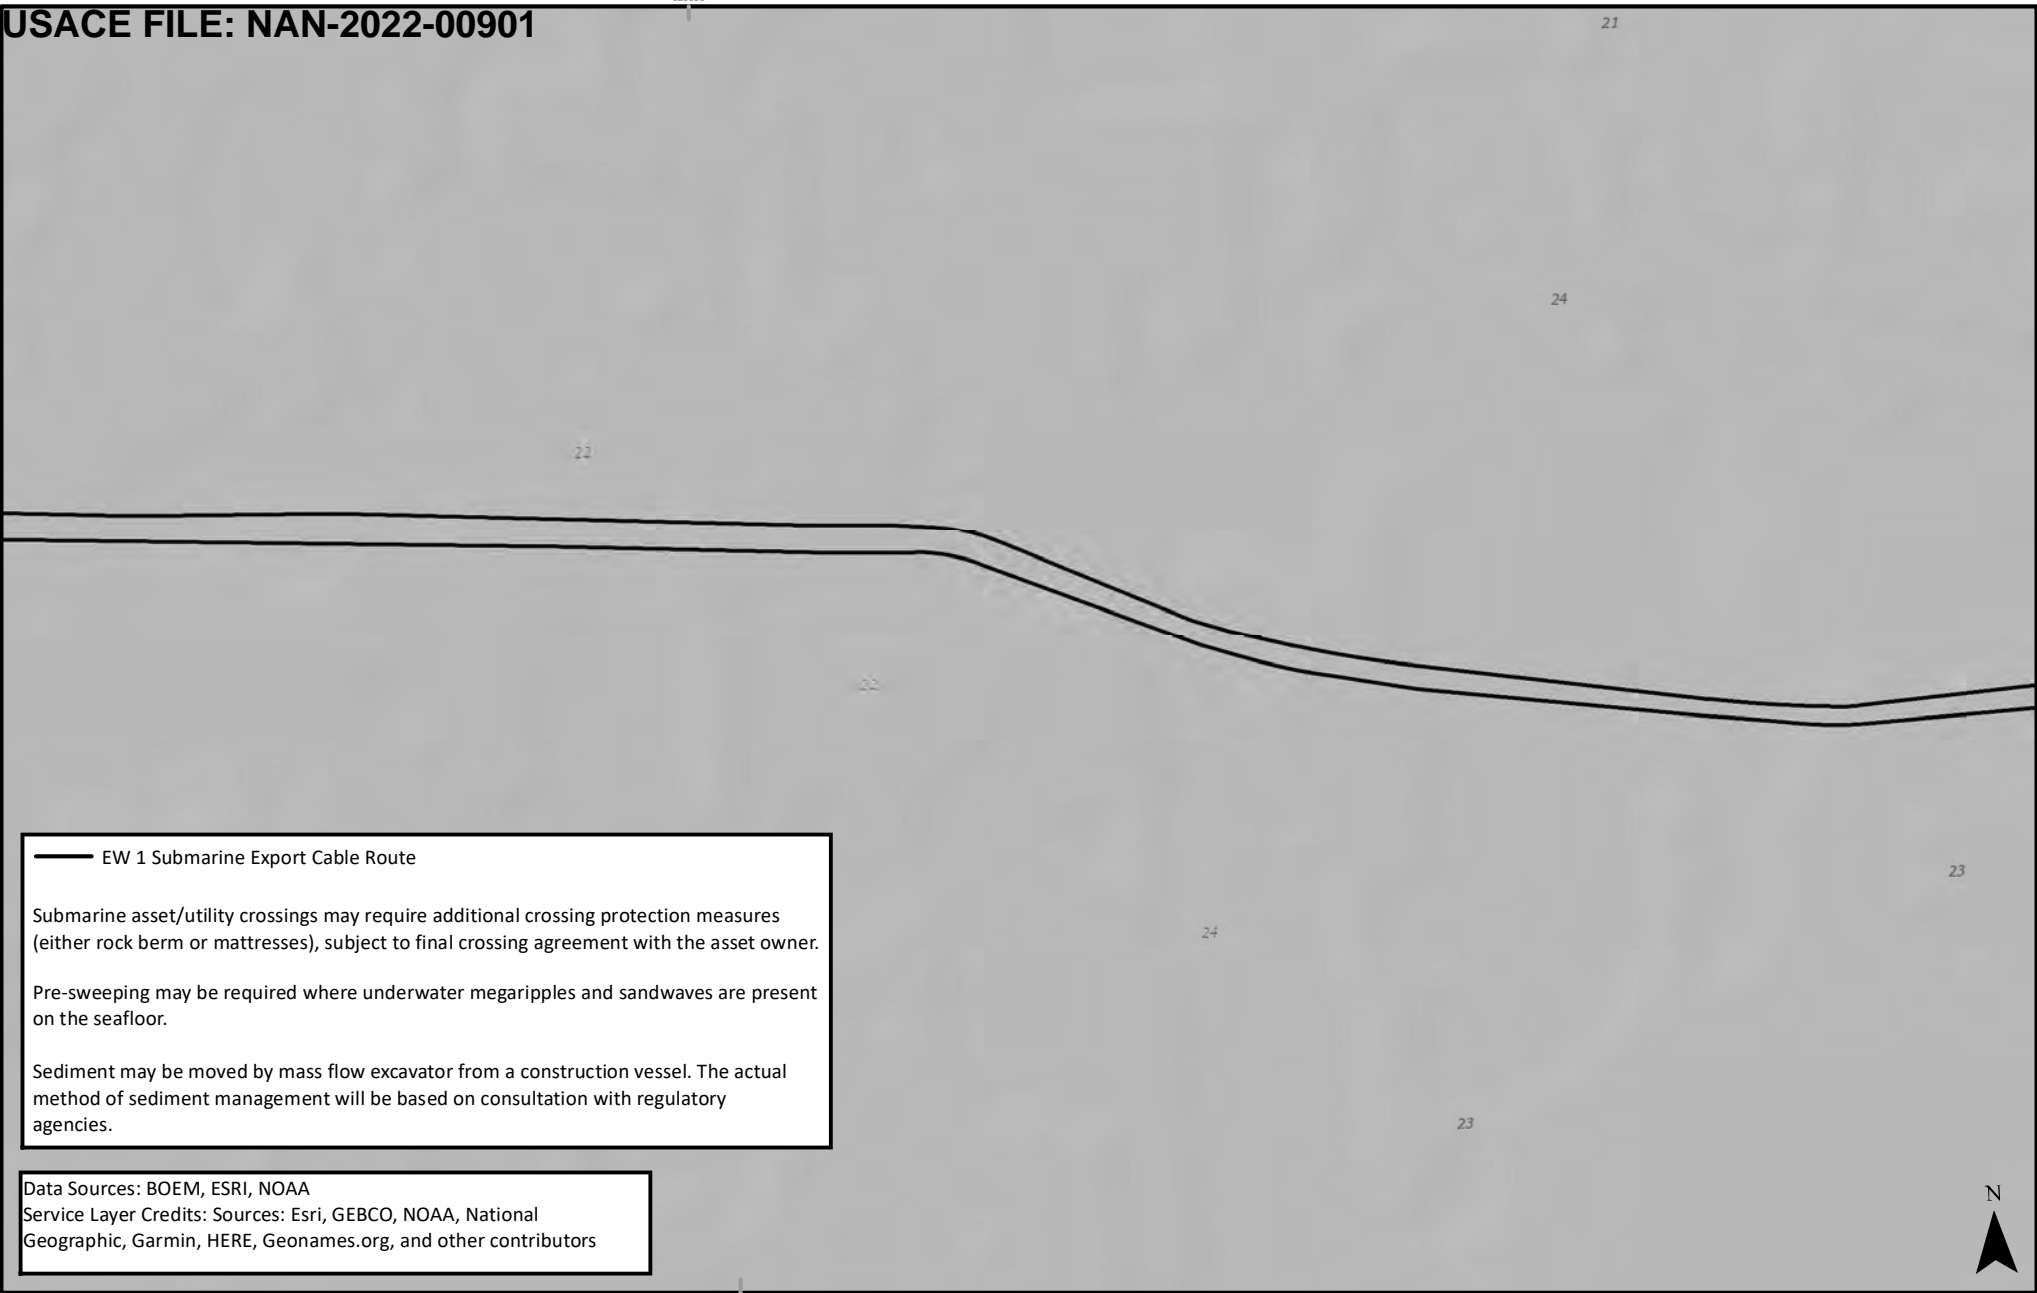 USACE FILE: NAN-2022-00901
21
24
22
22
EW 1 Submarine Export Cable Route
Submarine asset/utility crossings may require additional crossing protection measures
(either rock berm or mattresses), subject to final crossing agreement with the asset owner.
Pre-sweeping may be required where underwater megaripples and sandwaves are present
on the seafloor.
Sediment may be moved by mass flow excavator from a construction vessel. The actual
method of sediment management will be based on consultation with regulatory
agencies.
23
24
23
Data Sources: BOEM, ESRI, NOAA
Service Layer Credits: Sources: Esri, GEBCO, NOAA, National
Geographic, Garmin, HERE, Geonames.org, and other contributors
N